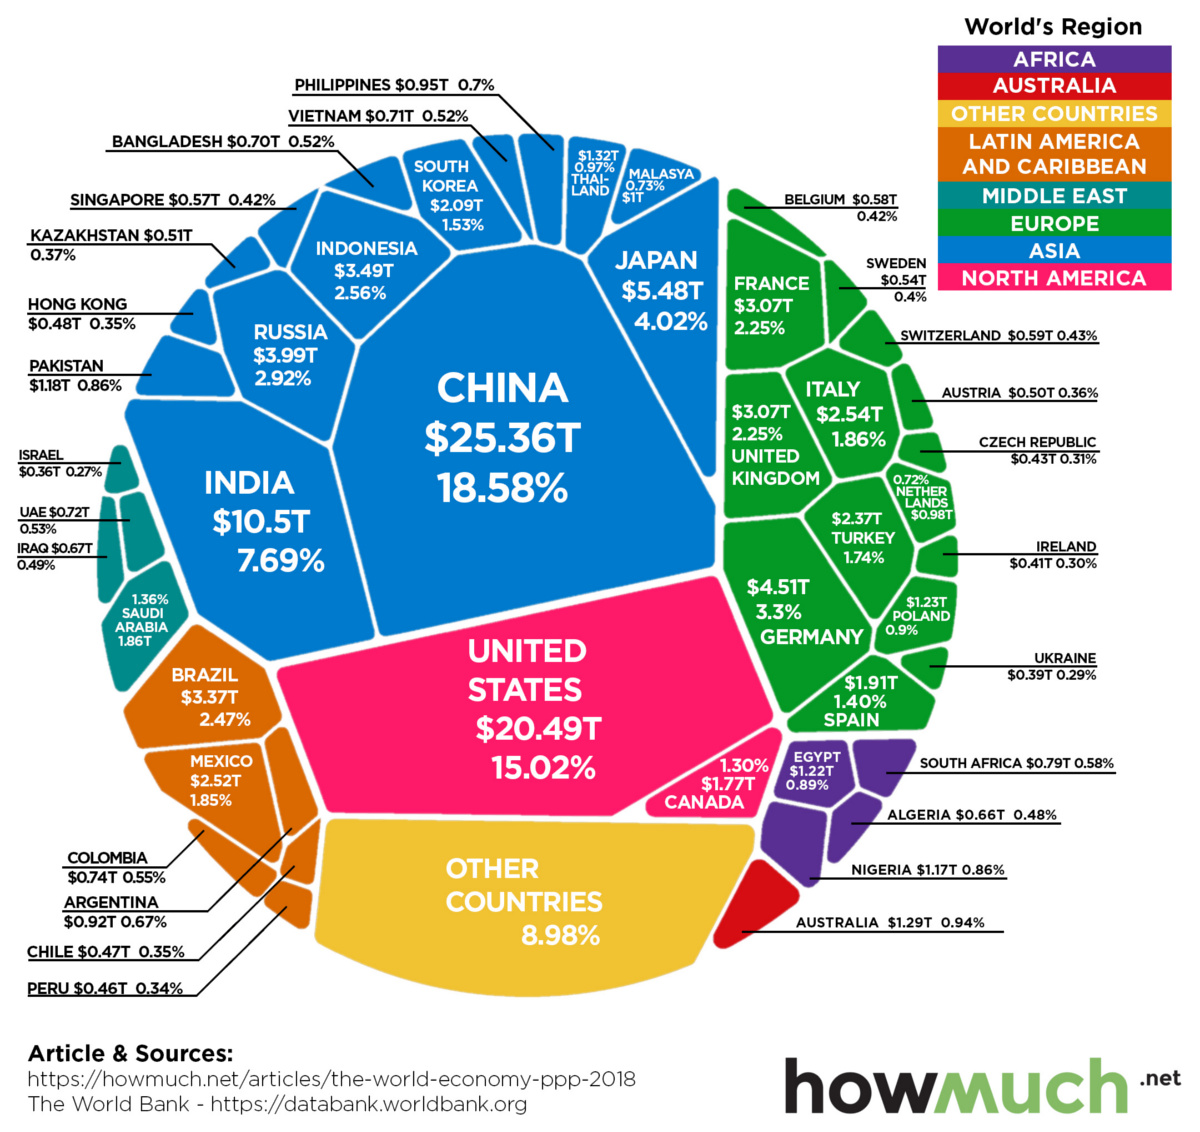 World's Region
AFRICA
AUSTRALIA
OTHER COUNTRIES
LATIN AMERICA
AND CARIBBEAN
MIDDLE EAST
EUROPE
ASIA
NORTH AMERICA
PHILIPPINES $0.95T 0.7%
VIETNAM $0.71T 0.52%
BANGLADESH $0.70T 0.52%
SINGAPORE $0.57T 0.42%
KAZAKHSTAN $0.51T
0.37%
HONG KONG
$0.48T 0.35%
PAKISTAN
$1.18T 0.86%
SOUTH
KOREA
$2.09T
1.53%
$1.32T
0.97%
THAI-
LAND
MALASYA
0.73%
$1T
INDONESIA
$3.49T
2.56%
JAPAN
$5.48T
4.02%
RUSSIA
$3.99T
2.92%
CHINA
$25.36T
18.58%
INDIA
$10.5T
7.69%
BELGIUM $0.58T
0.42%
SWEDEN
$0.54T
0.4%
FRANCE
$3.07T
2.25%
SWITZERLAND $0.59T 0.43%
ITALY
$2.54T
1.86%
AUSTRIA $0.50T 0.36%
$3.07T
2.25%
UNITED
KINGDOM
CZECH REPUBLIC
$0.43T 0.31%
0.72%
NETHER
LANDS
$0.98T
$2.37T
TURKEY
1.74%
IRELAND
$0.41T 0.30%
$4.51T
3.3%
GERMANY
$1.23T
POLAND
0.9%
UKRAINE
$0.39T 0.29%
$1.91T
1.40%
SPAIN
ISRAEL
$0.36T 0.27%
UAE $0.72T
0.53%
IRAQ $0.67T
0.49%
1.36%
SAUDI
ARABIA
1.86T
BRAZIL
$3.37T
2.47%
MEXICO
$2.52T
1.85%
COLOMBIA
$0.74T 0.55%
ARGENTINA
$0.92T 0.67%
CHILE $0.47T 0.35%
PERU $0.46T 0.34%
UNITED
STATES
$20.49T
15.02%
1.30%
$1.77T
CANADA
OTHER
COUNTRIES
8.98%
EGYPT
$1.22T
0.89%
SOUTH AFRICA $0.79T 0.58%
ALGERIA $0.66T 0.48%
NIGERIA $1.17T 0.86%
AUSTRALIA $1.29T 0.94%
Article & Sources:
https://howmuch.net/articles/the-world-economy-ppp-2018
The World Bank - https://databank.worldbank.org
howmuch.net